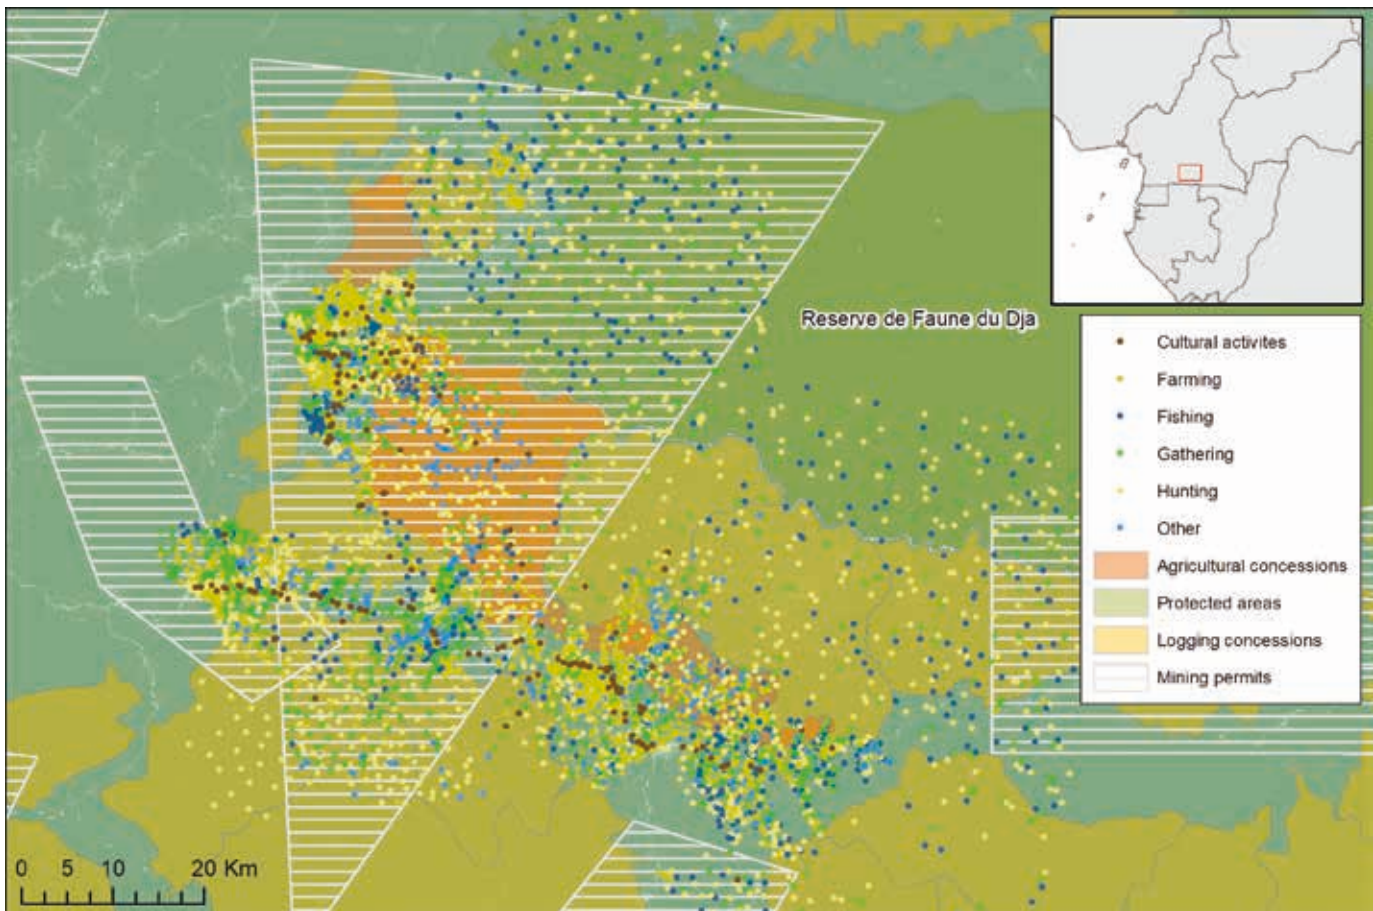 Reserve de Faune du Dja
Cultural activites
Farming
Fishing
Gathering
Hunting
Other
Agricultural concessions
Protected areas
Logging concessions
Mining permits
0 5 10 20 Km